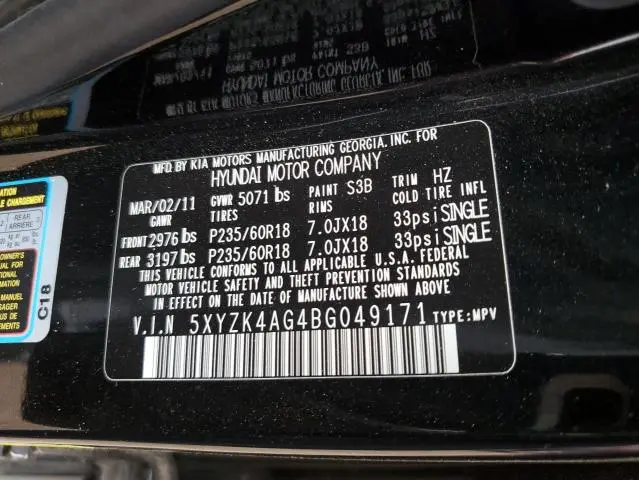 MFD BY KIA MOTORS MANUFACTURING GEORGIA. INC. FOR
HYUNDAI MOTOR COMPANY
MAR/02/11 GVWR 5071 lbs PAINT S3B TRIM HZ
GAWR TIRES RIMS COLD TIRE INFL
FRONT 2976 lbs P235/60R18 7.0JX18 33psi SINGLE
REAR 3197 lbs P235/60R18 7.0JX18 33psi SINGLE
THIS VEHICLE CONFORMS TO ALL APPLICABLE U.S.A. FEDERAL
MOTOR VEHICLE SAFETY AND THEFT PREVENTION STANDARDS
IN EFFECT ON THE DATE OF MANUFACTURE SHOWN ABOVE
V.I.N 5XYZK4AG4BG049171 TYPE:MPV
REAR
ARRIERE
C18